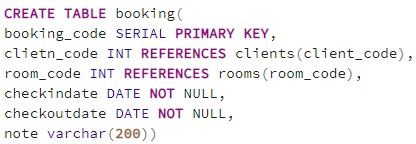 CREATE TABLE booking(
booking_code SERIAL PRIMARY KEY,
clietn_code INT REFERENCES clients(client_code),
room_code INT REFERENCES rooms(room_code),
checkindate DATE NOT NULL,
checkoutdate DATE NOT NULL,
note varchar(200))